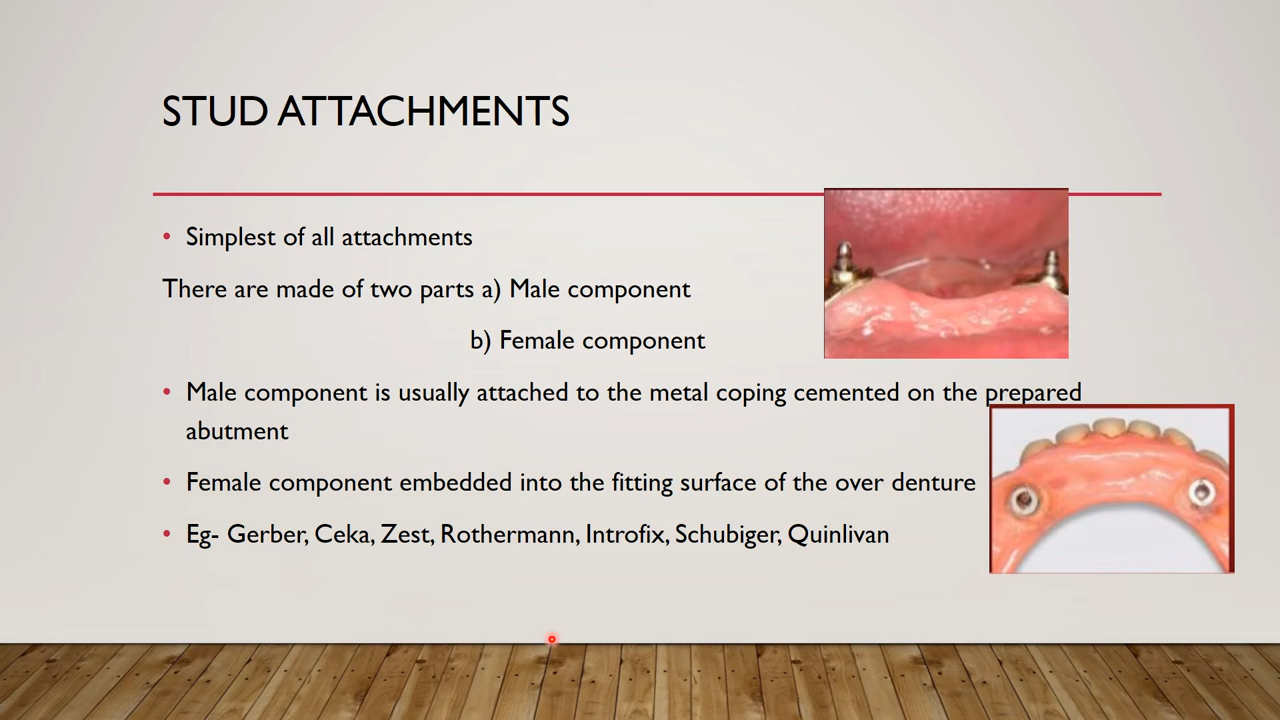 STUD ATTACHMENTS
• Simplest of all attachments
There are made of two parts a) Male component
b) Female component
• Male component is usually attached to the metal coping cemented on the prepared
abutment
• Female component embedded into the fitting surface of the over denture
• Eg- Gerber, Ceka, Zest, Rothermann, Introfix, Schubiger, Quinlivan